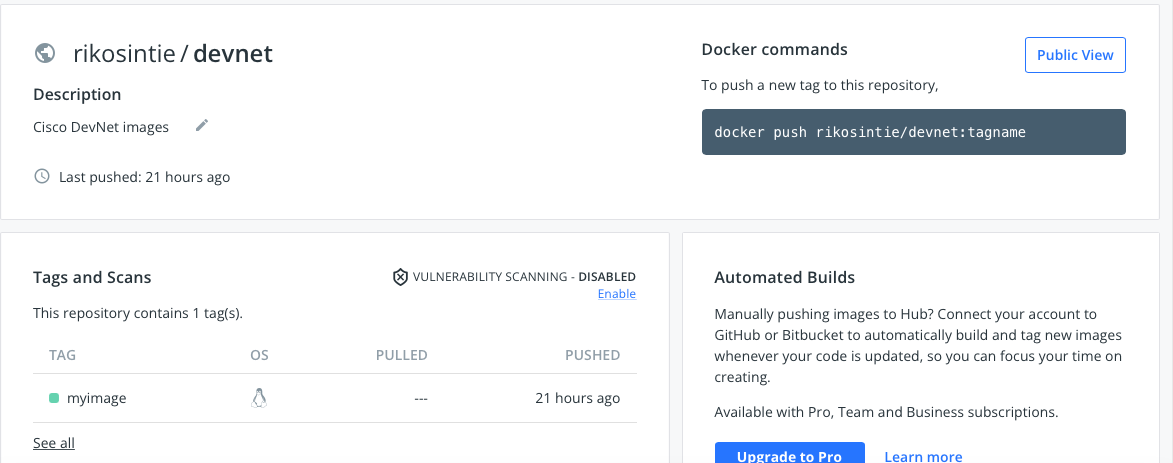 rikosintie / devnet
Description
Cisco DevNet images
Last pushed: 21 hours ago
Docker commands
Public View
To push a new tag to this repository,
docker push rikosintie/devnet:tagname
Tags and Scans
VULNERABILITY SCANNING - DISABLED
Enable
This repository contains 1 tag(s).
TAG OS PULLED PUSHED
myimage --- 21 hours ago
See all
Automated Builds
Manually pushing images to Hub? Connect your account to
GitHub or Bitbucket to automatically build and tag new images
whenever your code is updated, so you can focus your time on
creating.
Available with Pro, Team and Business subscriptions.
Upgrade to Pro Learn more